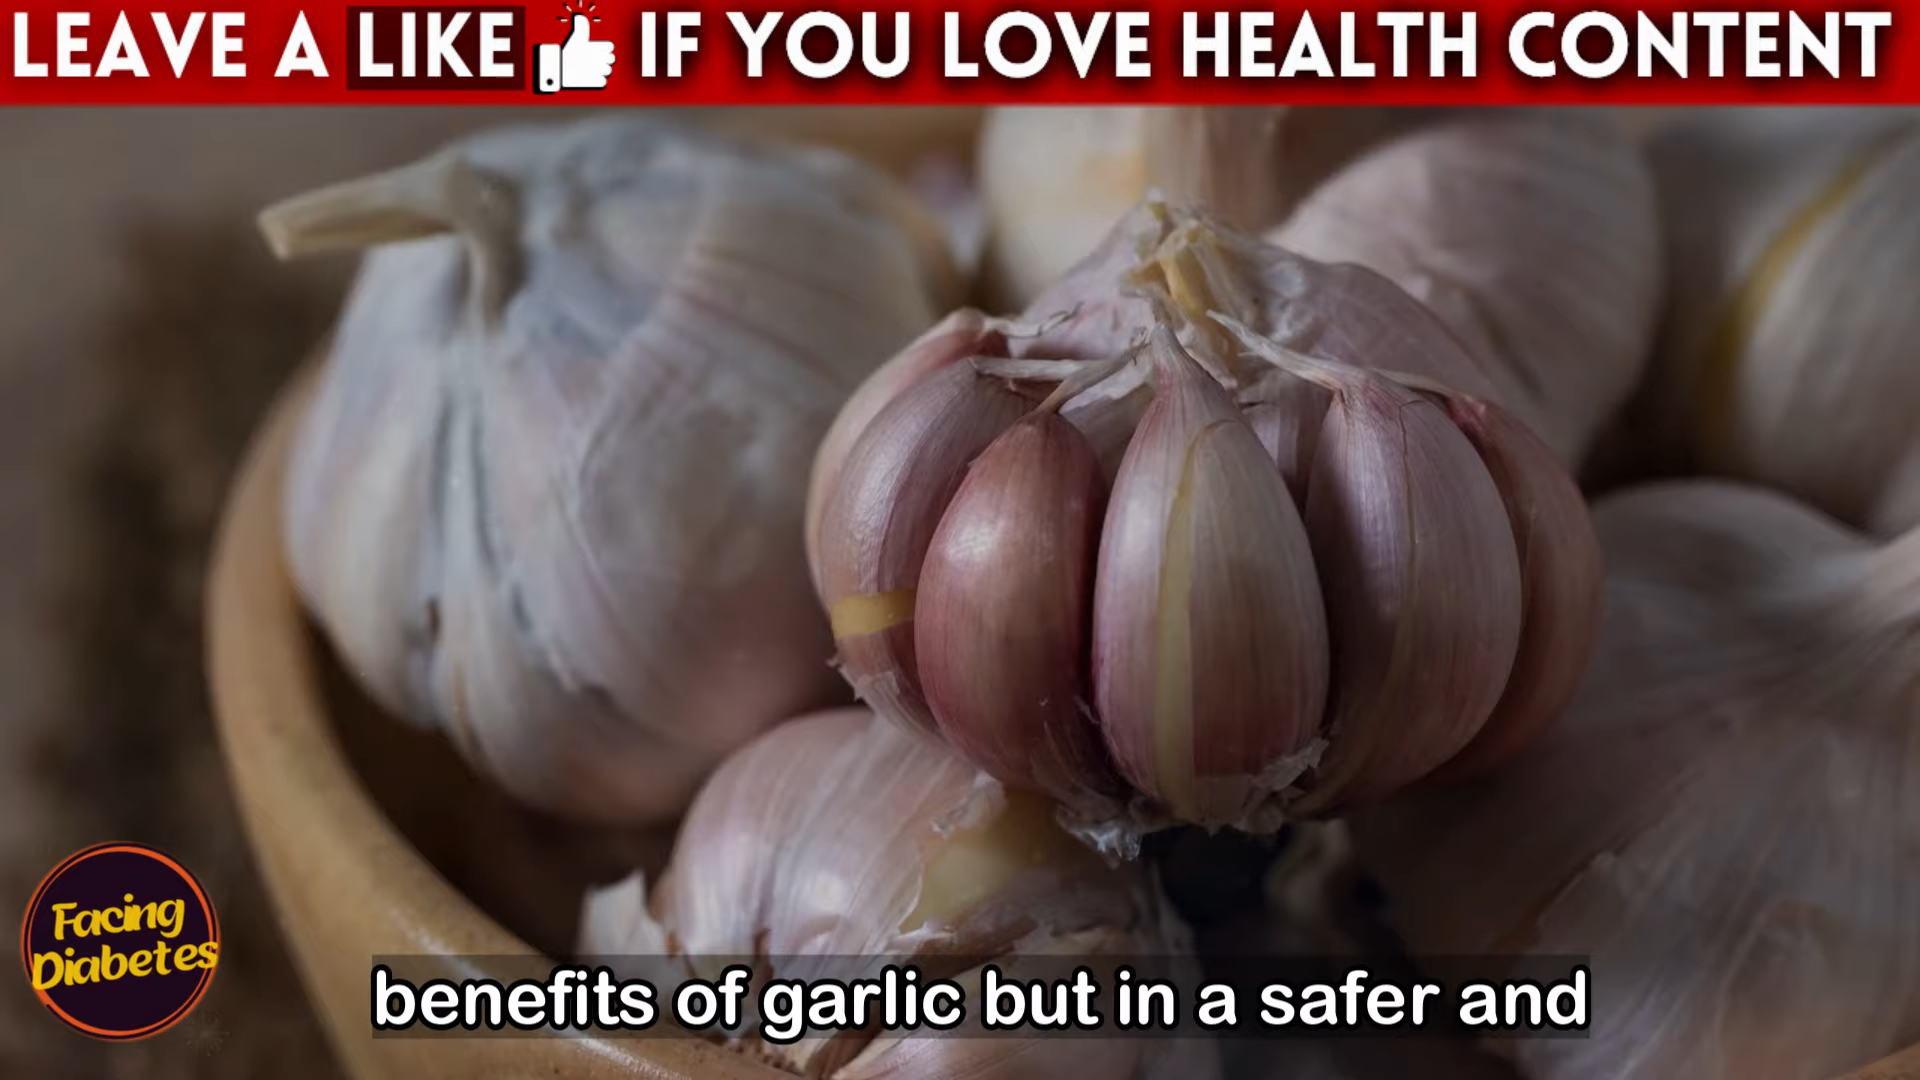 LEAVE A LIKE IF YOU LOVE HEALTH CONTENT
Facing
Diabetes
benefits of garlic but in a safer and